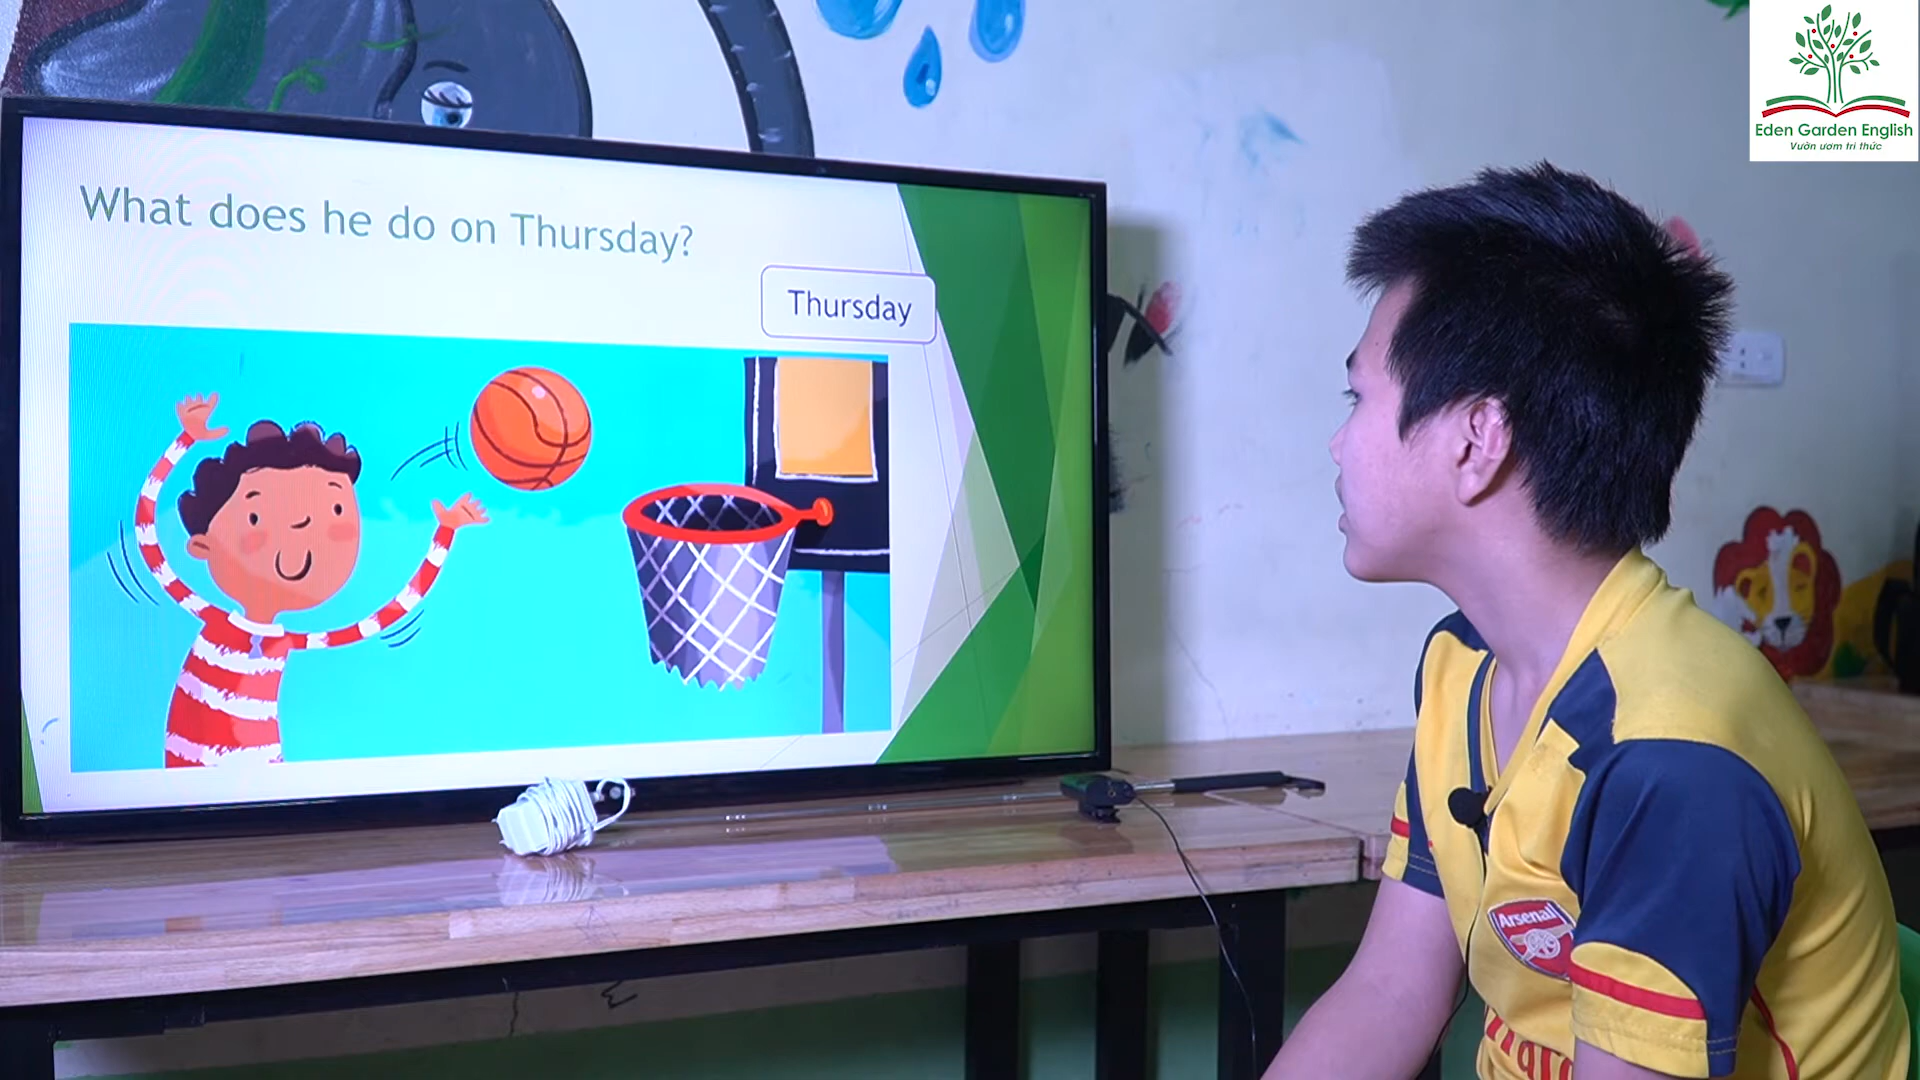 What does he do on Thursday?
Thursday
Eden Garden English
Vườn ươm tri thức
Arsenal